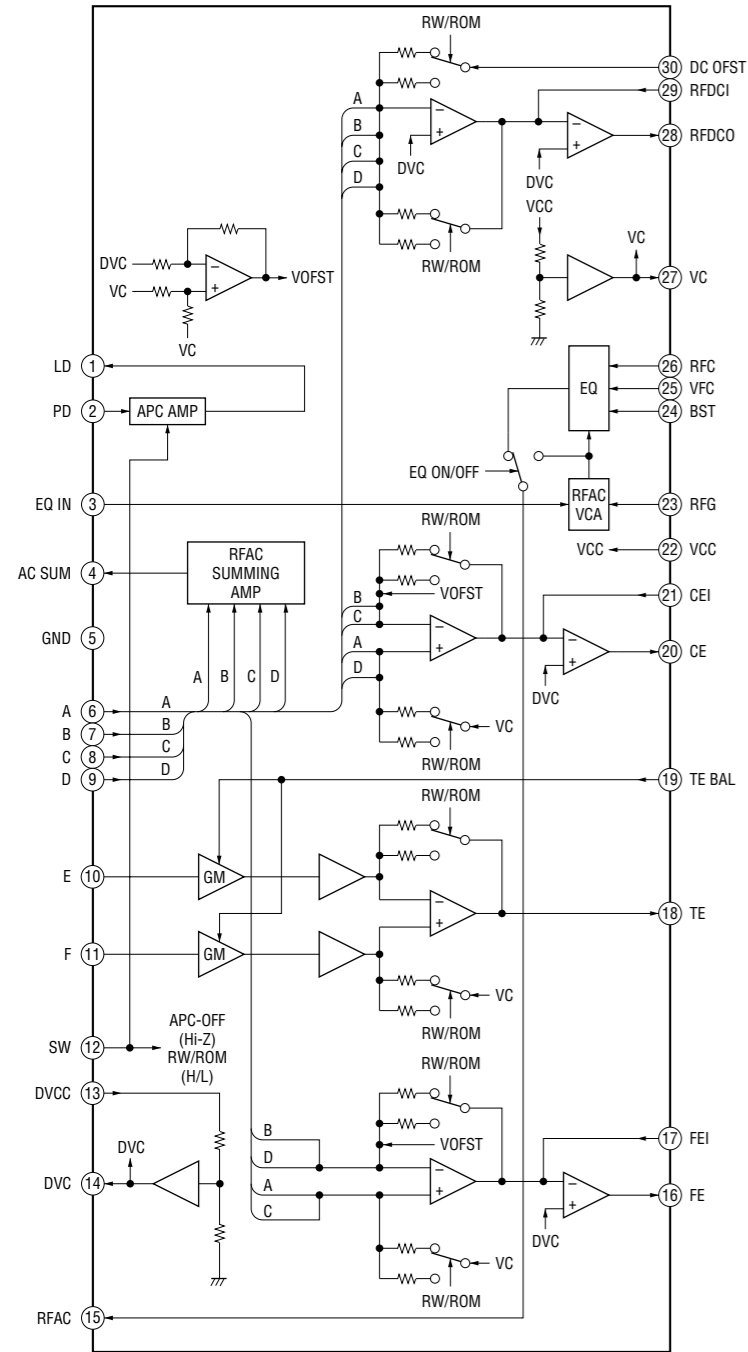 RW/ROM
30 DC OFST
29 RFDCI
A
B
DVC
28 RFDCO
C
D
DVC
VCC
RW/ROM
VC
DVC
VOFST
27 VC
VC
VC
LD 1
26 RFC
EQ
25 VFC
PD 2
APC AMP
24 BST
EQ ON/OFF
EQ IN 3
RFAC
VCA
23 RFG
RW/ROM
VCC
22 VCC
AC SUM 4
RFAC
SUMMING
AMP
VOFST
21 CEI
B
C
GND 5
A
20 CE
D
DVC
A
B
C
D
A 6
A
B 7
B
C 8
C
D 9
D
VC
RW/ROM
19 TE BAL
RW/ROM
E 10
GM
18 TE
F 11
GM
VC
RW/ROM
SW 12
APC-OFF
(Hi-Z)
RW/ROM
(H/L)
RW/ROM
DVCC 13
B
VOFST
17 FEI
D
DVC
DVC 14
A
16 FE
C
DVC
VC
RW/ROM
RFAC 15